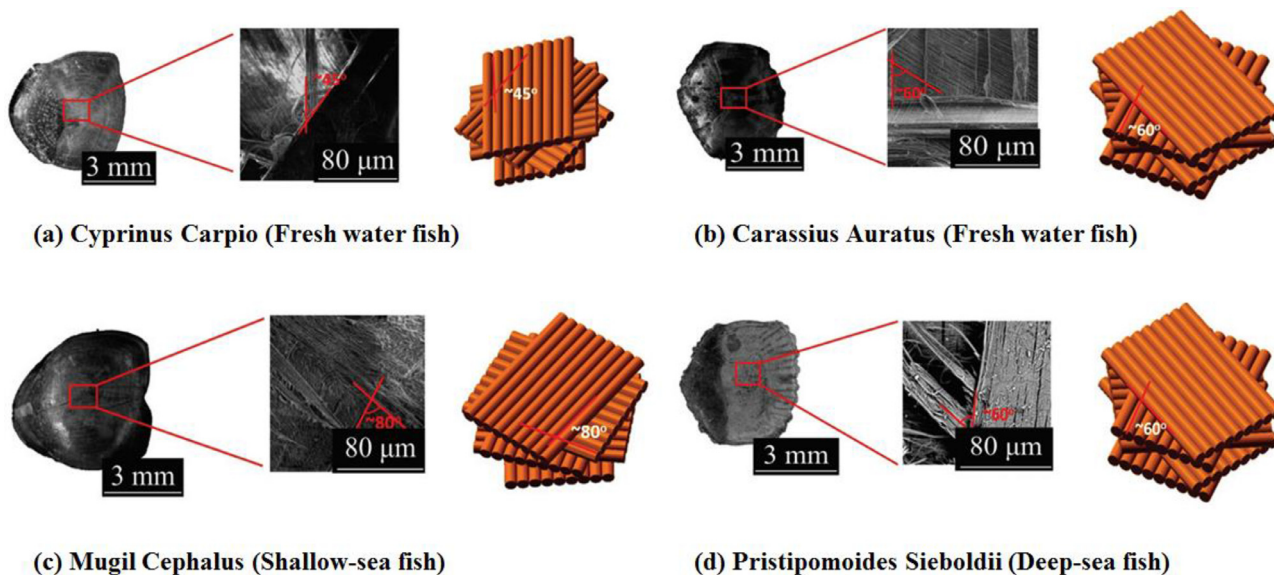 ~45°
~45°
3 mm
80 μm
(a) Cyprinus Carpio (Fresh water fish)
~60°
~60°
3 mm
80 μm
(b) Carassius Auratus (Fresh water fish)
~80°
~80°
3 mm
80 μm
(c) Mugil Cephalus (Shallow-sea fish)
~60°
~60°
3 mm
80 μm
(d) Pristipomoides Sieboldii (Deep-sea fish)